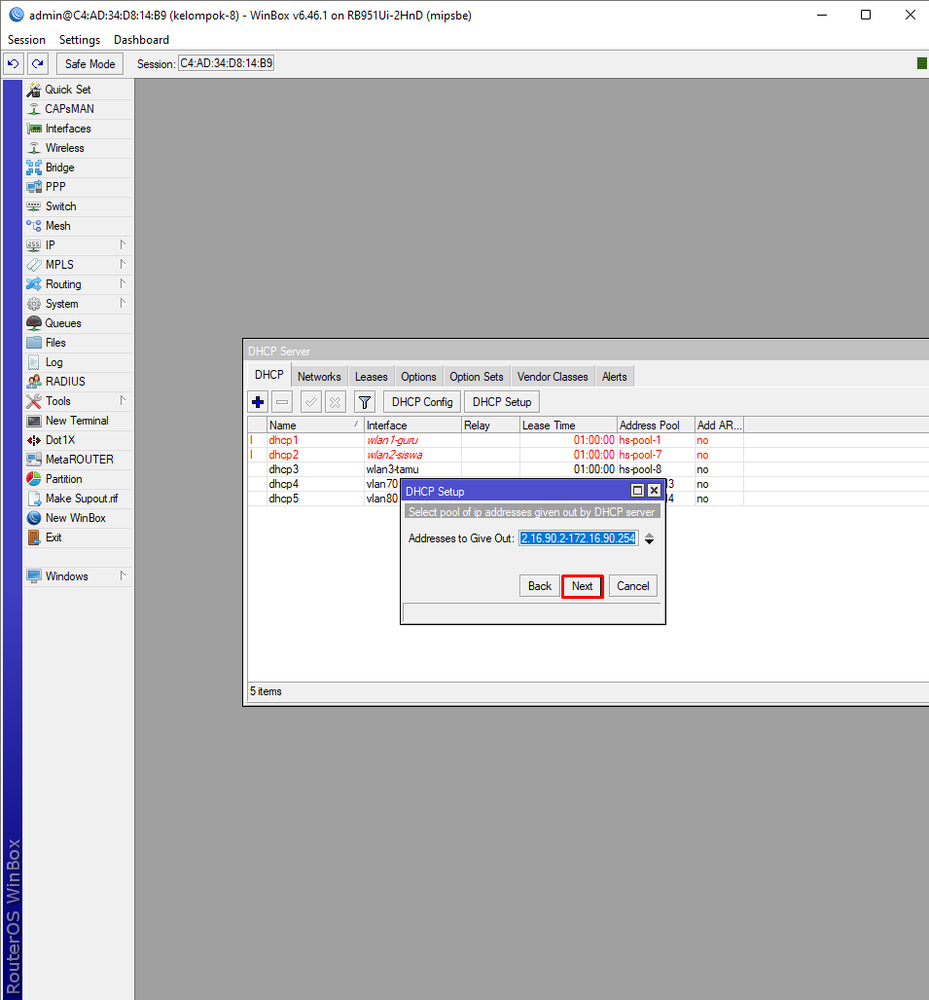 admin@C4:AD:34:D8:14:B9 (kelompok-8) - WinBox v6.46.1 on RB951Ui-2HnD (mipsbe)
Session Settings Dashboard
Safe Mode Session: C4:AD:34:D8:14:B9
Quick Set
CAPsMAN
Interfaces
Wireless
Bridge
PPP
Switch
Mesh
IP
MPLS
Routing
System
Queues
Files
Log
RADIUS
Tools
New Terminal
Dot1X
MetaROUTER
Partition
Make Supout.rif
New WinBox
Exit
Windows
RouterOS WinBox
DHCP Server
DHCP Networks Leases Options Option Sets Vendor Classes Alerts
DHCP Config DHCP Setup
Name Interface Relay Lease Time Address Pool Add AR...
I dhcp1 wlan1-guru 01:00:00 hs-pool-1 no
I dhcp2 wlan2-siswa 01:00:00 hs-pool-7 no
dhcp3 wlan3-tamu 01:00:00 hs-pool-8 no
dhcp4 vlan70 3 no
dhcp5 vlan80 4 no
DHCP Setup
Select pool of ip addresses given out by DHCP server
Addresses to Give Out: 2.16.90.2-172.16.90.254
Back Next Cancel
5 items